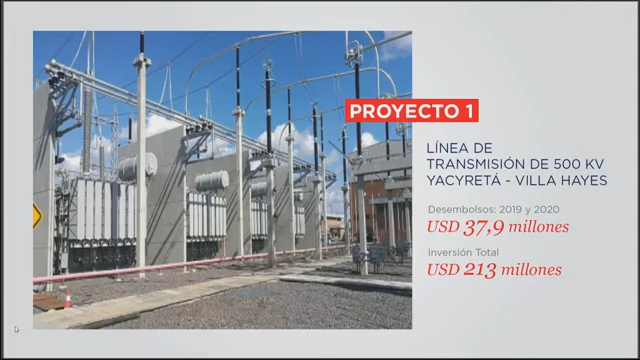 PROYECTO 1
LÍNEA DE
TRANSMISIÓN DE 500 KV
YACYRETÁ - VILLA HAYES
Desembolsos: 2019 y 2020
USD 37,9 millones
Inversión Total
USD 213 millones